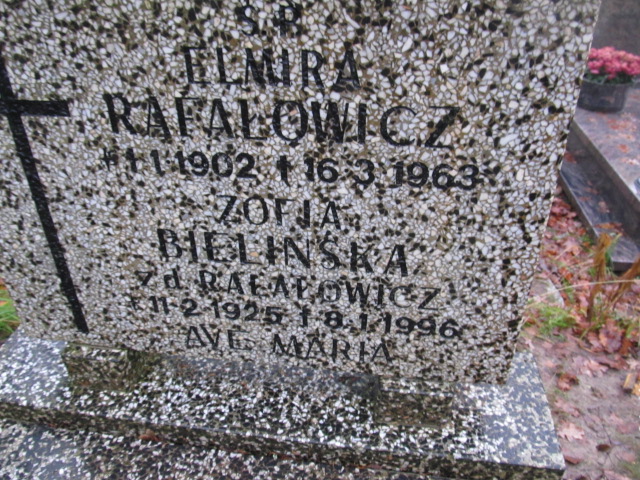 Ś.P.
ELMIRA
RAFAŁOWICZ
*1.1.1902 †16.3.1963
ZOFIA
BIELIŃSKA
z d. RAFAŁOWICZ
*11.2.1925 †8.1.1996
AVE MARIA